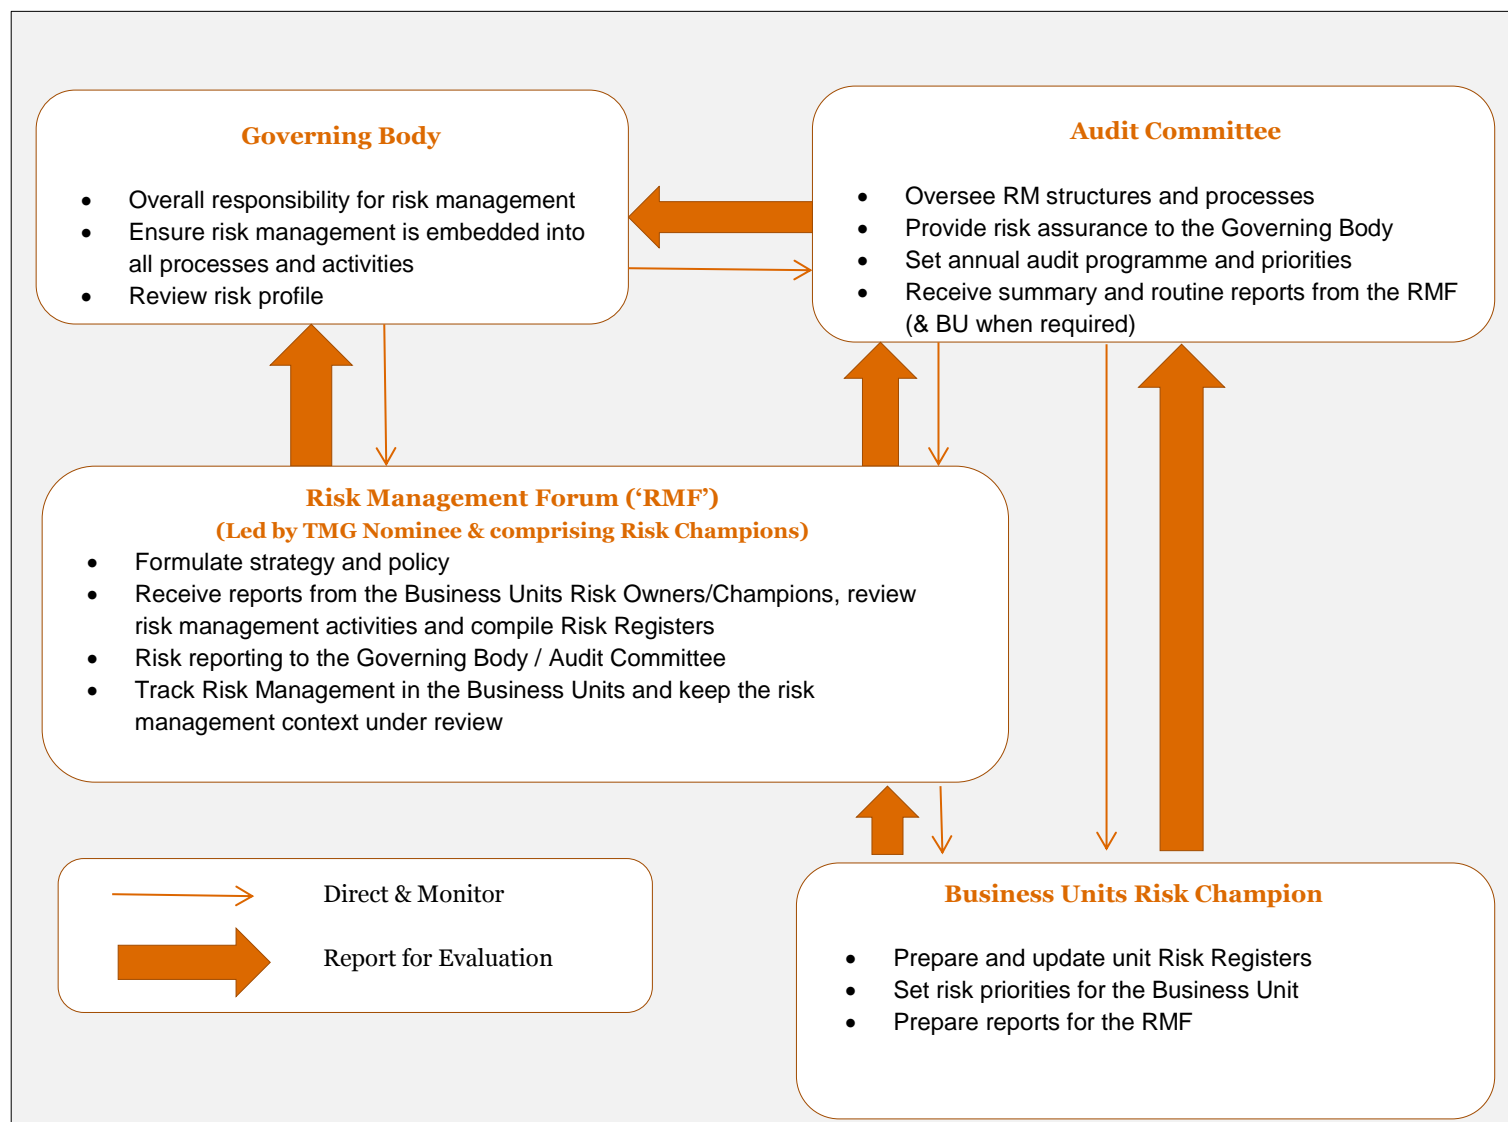 Governing Body
• Overall responsibility for risk management
• Ensure risk management is embedded into
all processes and activities
• Review risk profile
Audit Committee
• Oversee RM structures and processes
• Provide risk assurance to the Governing Body
• Set annual audit programme and priorities
• Receive summary and routine reports from the RMF
(& BU when required)
Risk Management Forum (‘RMF’)
(Led by TMG Nominee & comprising Risk Champions)
• Formulate strategy and policy
• Receive reports from the Business Units Risk Owners/Champions, review
risk management activities and compile Risk Registers
• Risk reporting to the Governing Body / Audit Committee
• Track Risk Management in the Business Units and keep the risk
management context under review
Direct & Monitor
Report for Evaluation
Business Units Risk Champion
• Prepare and update unit Risk Registers
• Set risk priorities for the Business Unit
• Prepare reports for the RMF